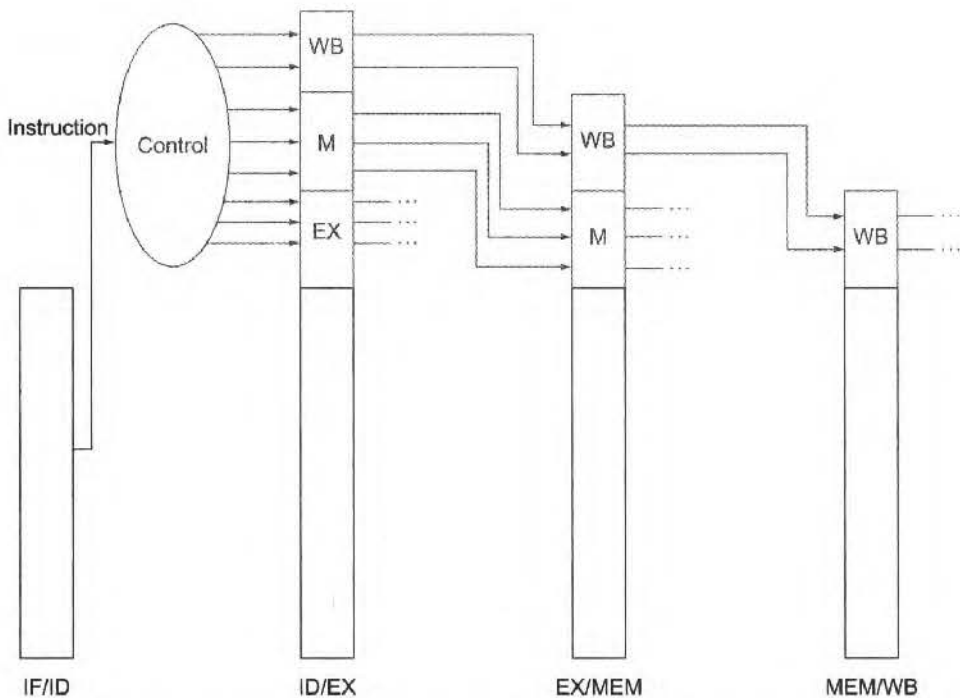 Instruction
Control
WB
M
EX
WB
M
WB
IF/ID
ID/EX
EX/MEM
MEM/WB